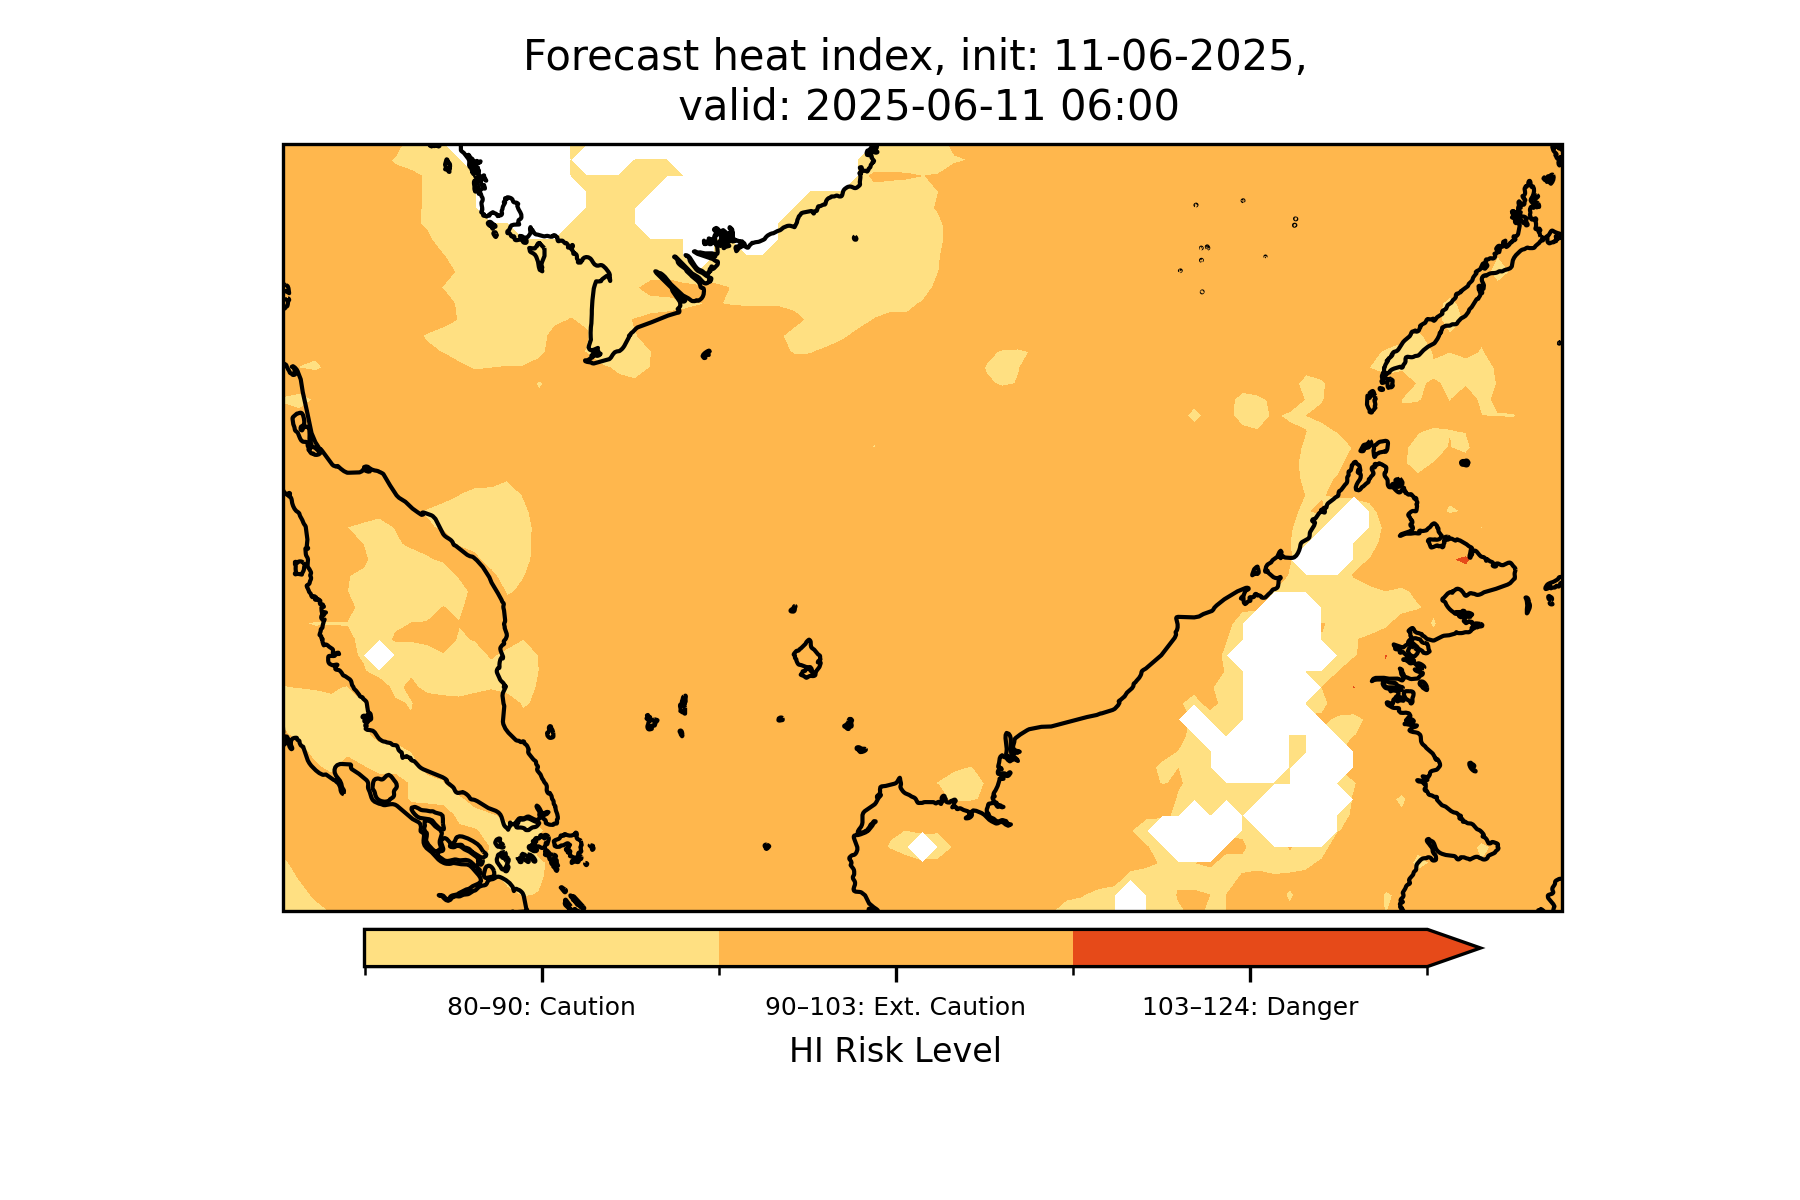 Forecast heat index, init: 11-06-2025,
valid: 2025-06-11 06:00
80–90: Caution
90–103: Ext. Caution
103–124: Danger
HI Risk Level